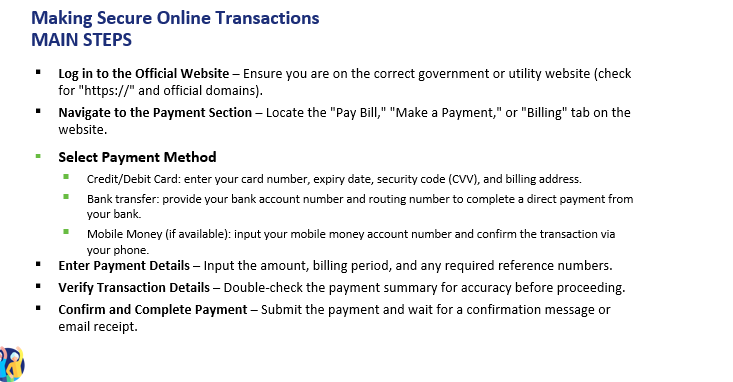 Making Secure Online Transactions
MAIN STEPS
▪ Log in to the Official Website – Ensure you are on the correct government or utility website (check
for "https://" and official domains).
▪ Navigate to the Payment Section – Locate the "Pay Bill," "Make a Payment," or "Billing" tab on the
website.
▪ Select Payment Method
▪ Credit/Debit Card: enter your card number, expiry date, security code (CVV), and billing address.
▪ Bank transfer: provide your bank account number and routing number to complete a direct payment from
your bank.
▪ Mobile Money (if available): input your mobile money account number and confirm the transaction via
your phone.
▪ Enter Payment Details – Input the amount, billing period, and any required reference numbers.
▪ Verify Transaction Details – Double-check the payment summary for accuracy before proceeding.
▪ Confirm and Complete Payment – Submit the payment and wait for a confirmation message or
email receipt.